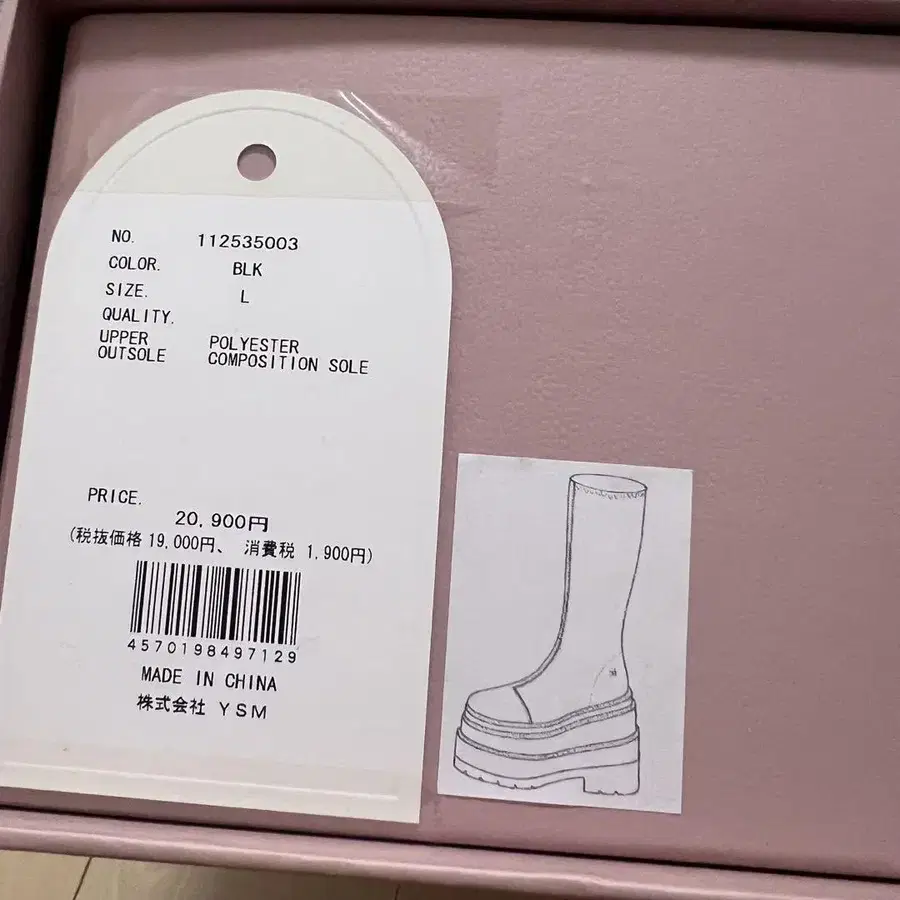 NO. 112535003
COLOR. BLK
SIZE. L
QUALITY.
UPPER POLYESTER
OUTSOLE COMPOSITION SOLE
PRICE.
20,900円
(税抜価格 19,000円、 消費税 1,900円)
4570198497129
MADE IN CHINA
株式会社 YSM